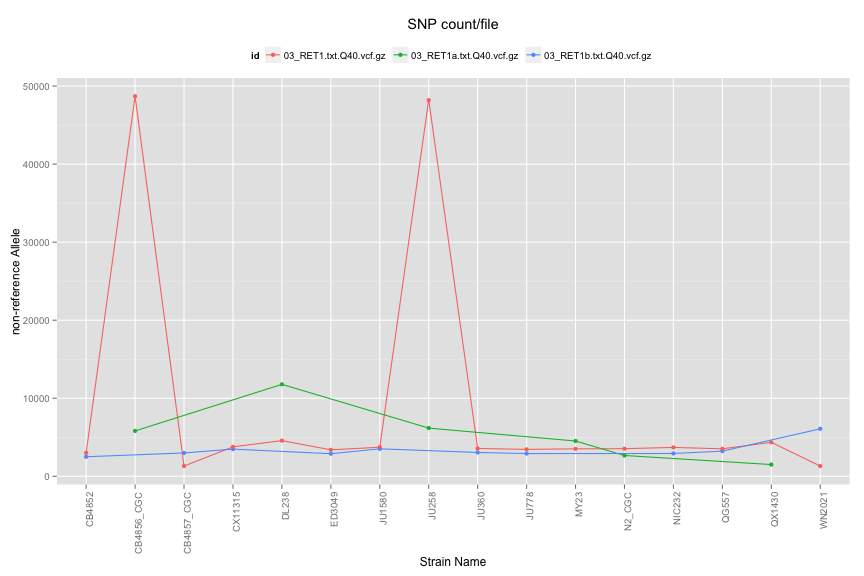 SNP count/file
id 03_RET1.txt.Q40.vcf.gz 03_RET1a.txt.Q40.vcf.gz 03_RET1b.txt.Q40.vcf.gz
non-reference Allele
50000
40000
30000
20000
10000
0
CB4852 CB4856_CGC CB4857_CGC CX11315 DL238 ED3049 JU1580 JU258 JU360 JU778 MY23 N2_CGC NIC232 QG557 QX1430 WN2021
Strain Name